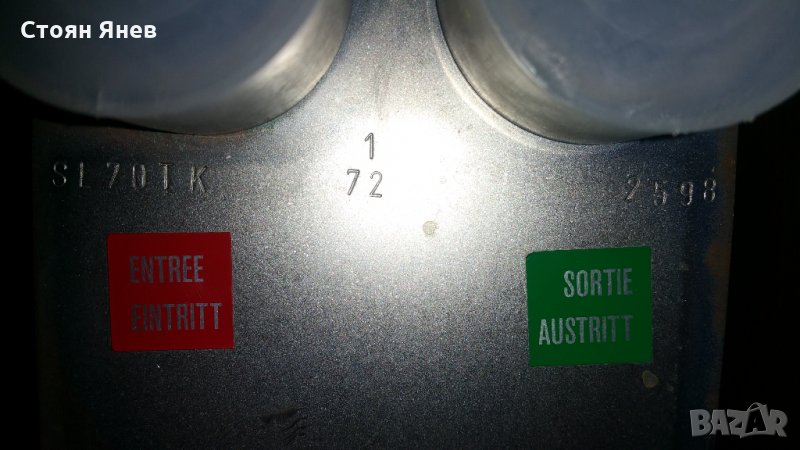 Стоян Янев
1
SL70TK 72 2598
ENTREE
EINTRITT
SORTIE
AUSTRITT
BAZAR